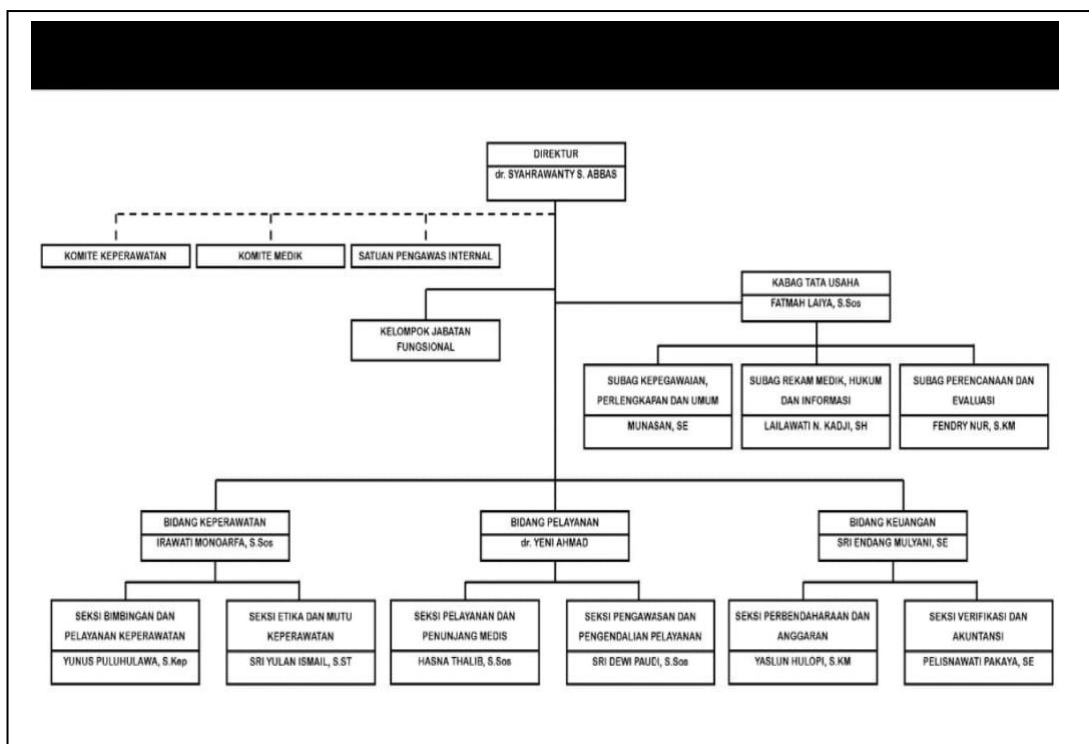 DIREKTUR
dr. SYAHRAWANTY S. ABBAS
KOMITE KEPERAWATAN
KOMITE MEDIK
SATUAN PENGAWAS INTERNAL
KABAG TATA USAHA
FATMAH LAIYA, S.Sos
KELOMPOK JABATAN
FUNGSIONAL
SUBAG KEPEGAWAIAN,
PERLENGKAPAN DAN UMUM
MUNASAN, SE
SUBAG REKAM MEDIK, HUKUM
DAN INFORMASI
LAILAWATI N. KADJI, SH
SUBAG PERENCANAAN DAN
EVALUASI
FENDRY NUR, S.KM
BIDANG KEPERAWATAN
IRAWATI MONOARFA, S.Sos
BIDANG PELAYANAN
dr. YENI AHMAD
BIDANG KEUANGAN
SRI ENDANG MULYANI, SE
SEKSI BIMBINGAN DAN
PELAYANAN KEPERAWATAN
YUNUS PULUHULAWA, S.Kep
SEKSI ETIKA DAN MUTU
KEPERAWATAN
SRI YULAN ISMAIL, S.ST
SEKSI PELAYANAN DAN
PENUNJANG MEDIS
HASNA THALIB, S.Sos
SEKSI PENGAWASAN DAN
PENGENDALIAN PELAYANAN
SRI DEWI PAUDI, S.Sos
SEKSI PERBENDAHARAAN DAN
ANGGARAN
YASLUN HULOPI, S.KM
SEKSI VERIFIKASI DAN
AKUNTANSI
PELISNAWATI PAKAYA, SE